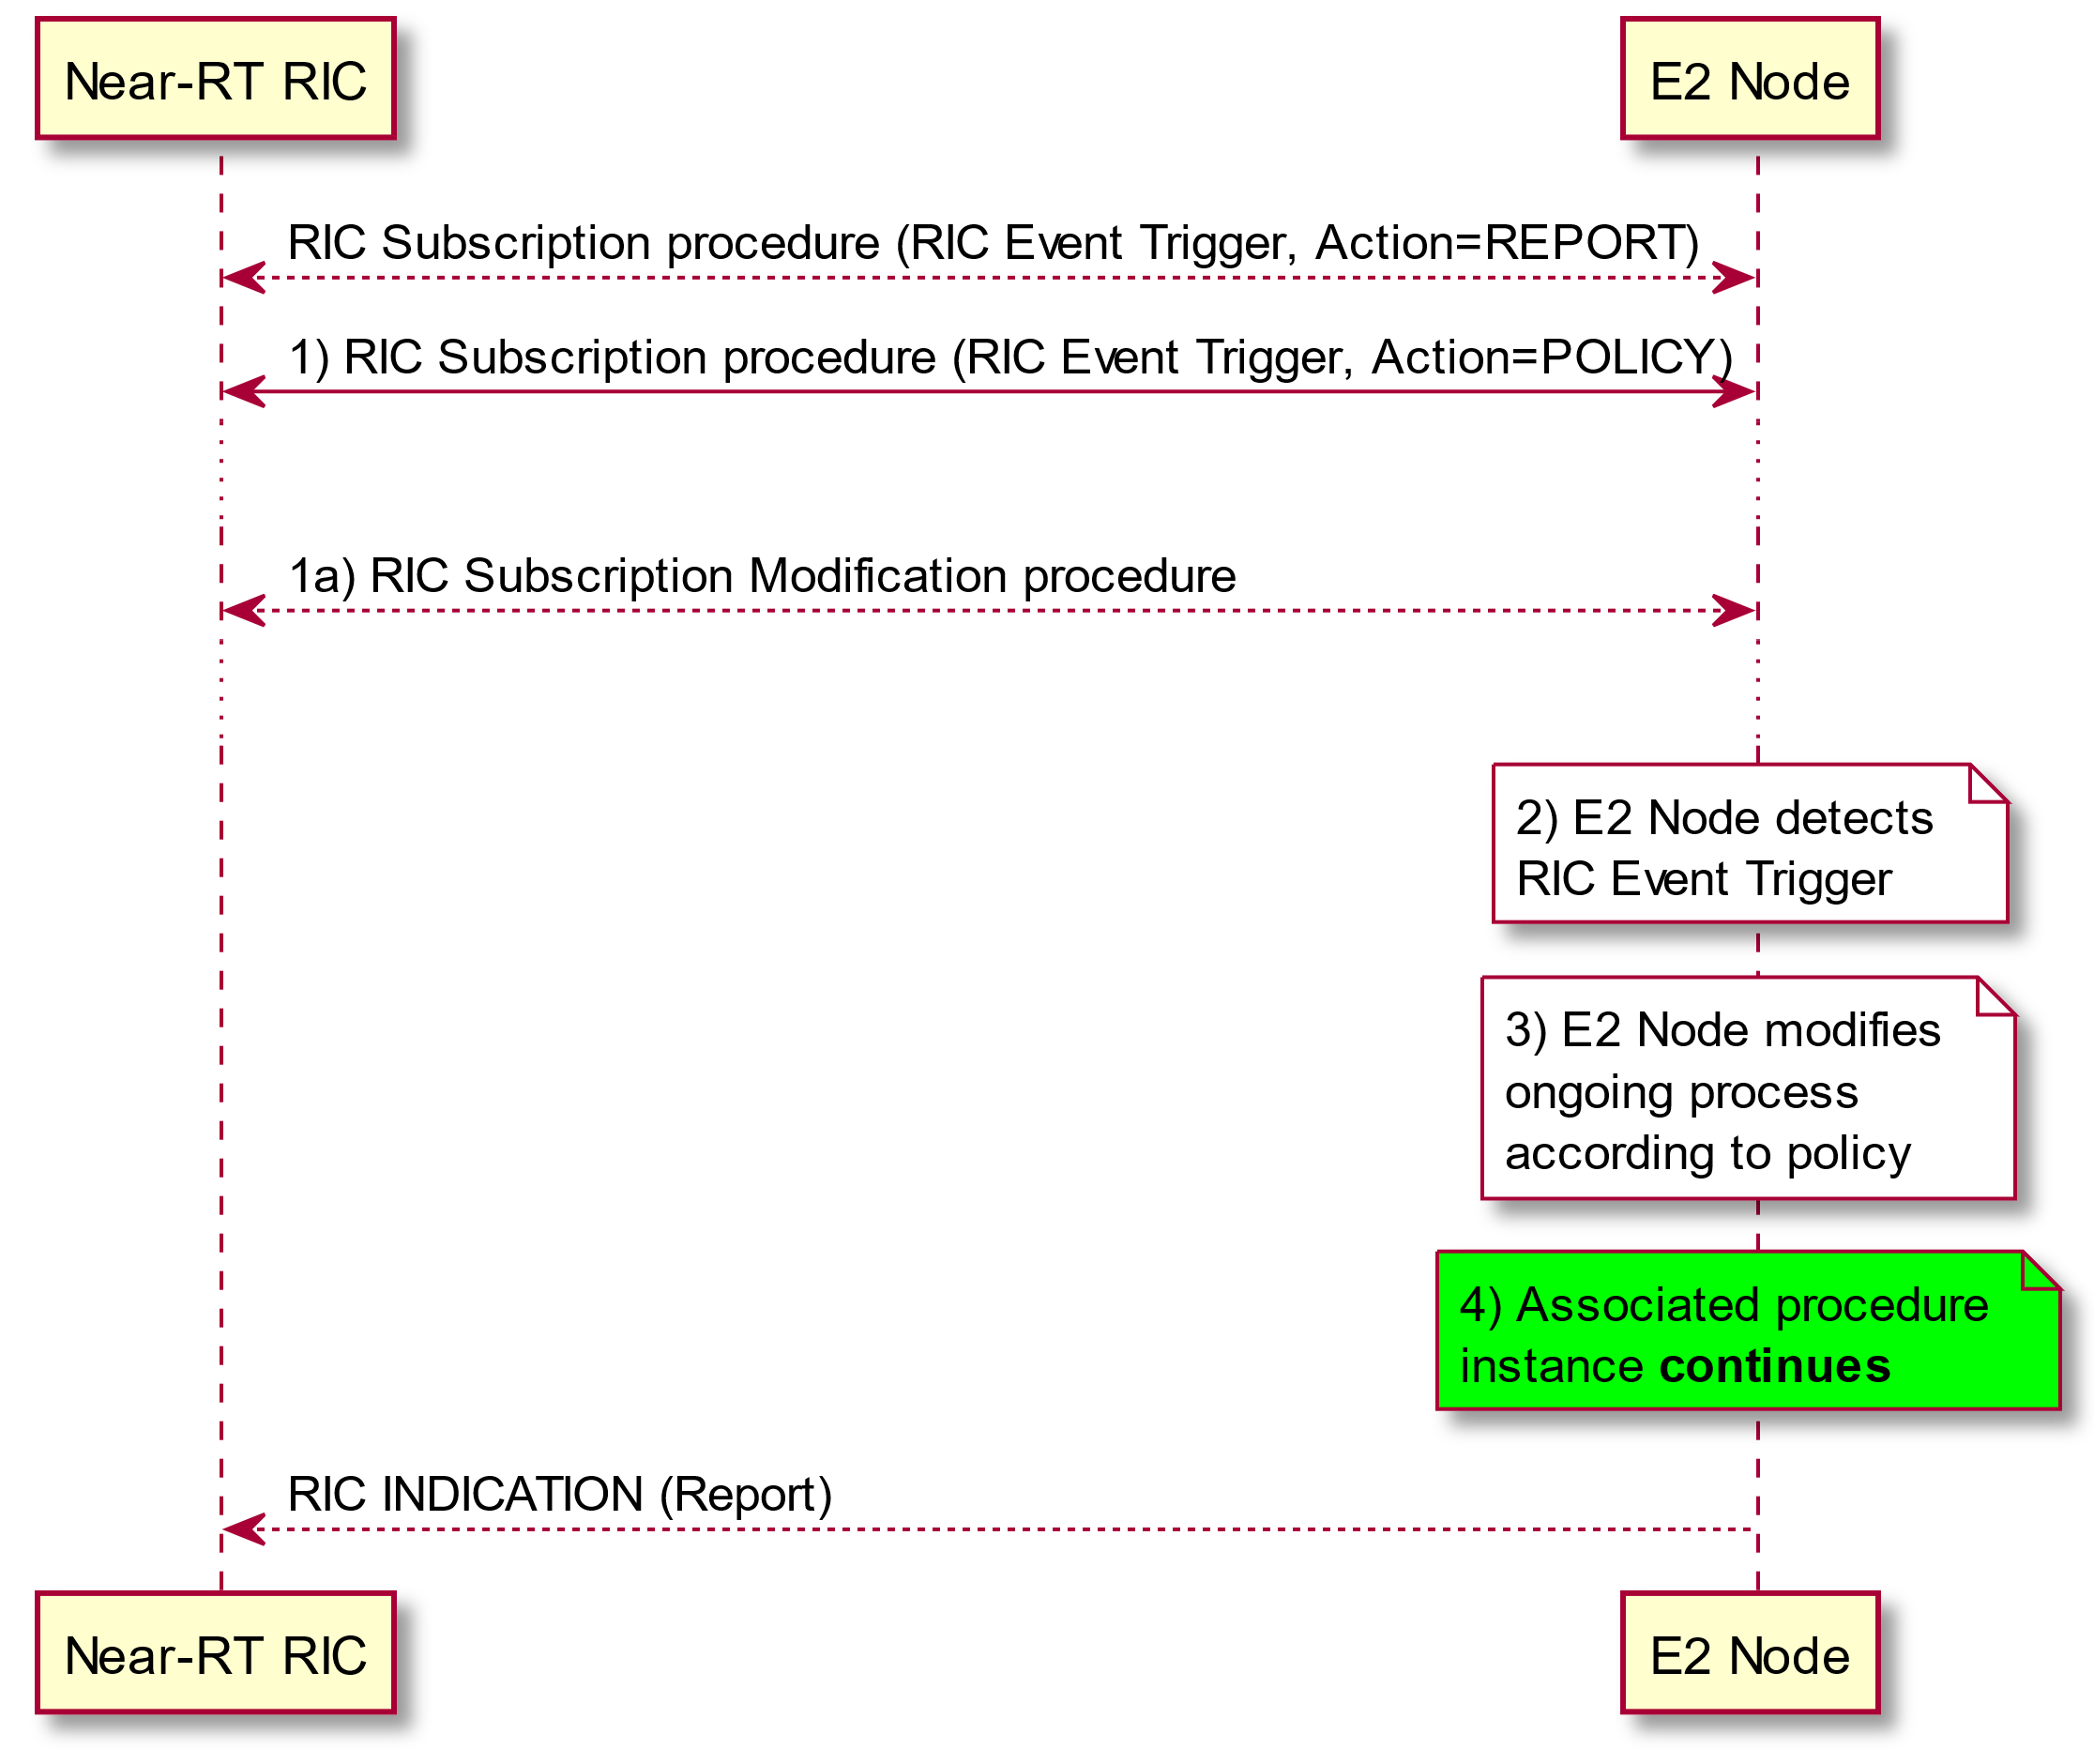 Near-RT RIC
E2 Node
RIC Subscription procedure (RIC Event Trigger, Action=REPORT)
1) RIC Subscription procedure (RIC Event Trigger, Action=POLICY)
1a) RIC Subscription Modification procedure
2) E2 Node detects
RIC Event Trigger
3) E2 Node modifies
ongoing process
according to policy
4) Associated procedure
instance continues
RIC INDICATION (Report)
Near-RT RIC
E2 Node